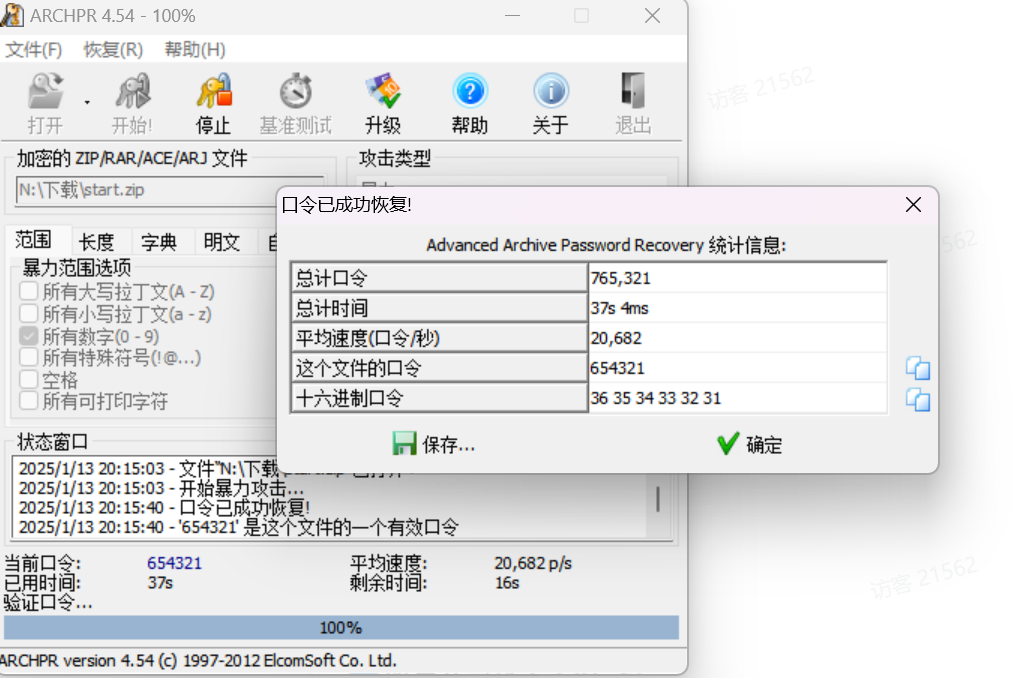 ARCHPR 4.54 - 100%
文件(F) 恢复(R) 帮助(H)
打开 开始! 停止 基准测试 升级 帮助 关于 退出
加密的 ZIP/RAR/ACE/ARJ 文件 攻击类型
N:\下载\start.zip
范围 长度 字典 明文
暴力范围选项
所有大写拉丁文(A - Z)
所有小写拉丁文(a - z)
所有数字(0 - 9)
所有特殊符号(!@...)
空格
所有可打印字符
口令已成功恢复!
Advanced Archive Password Recovery 统计信息:
总计口令 765,321
总计时间 37s 4ms
平均速度(口令/秒) 20,682
这个文件的口令 654321
十六进制口令 36 35 34 33 32 31
保存... 确定
状态窗口
2025/1/13 20:15:03 - 文件"N:\下载
2025/1/13 20:15:03 - 开始暴力攻击...
2025/1/13 20:15:40 - 口令已成功恢复!
2025/1/13 20:15:40 - '654321' 是这个文件的一个有效口令
当前口令: 654321 平均速度: 20,682 p/s
已用时间: 37s 剩余时间: 16s
验证口令...
100%
ARCHPR version 4.54 (c) 1997-2012 ElcomSoft Co. Ltd.
访客 21562
562
访客 21562